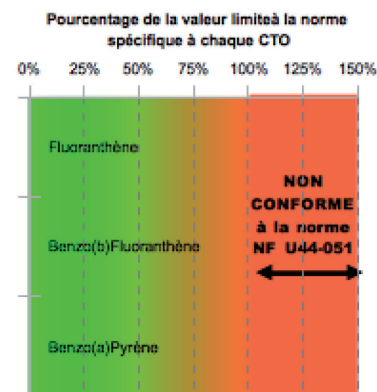 Pourcentage de la valeur limiteà la norme
spécifique à chaque CTO
0% 25% 50% 75% 100% 125% 150%
Fluoranthène
NON
CONFORME
à la norme
NF U44-051
Benzo(b)Fluoranthène
Benzo(a)Pyrène